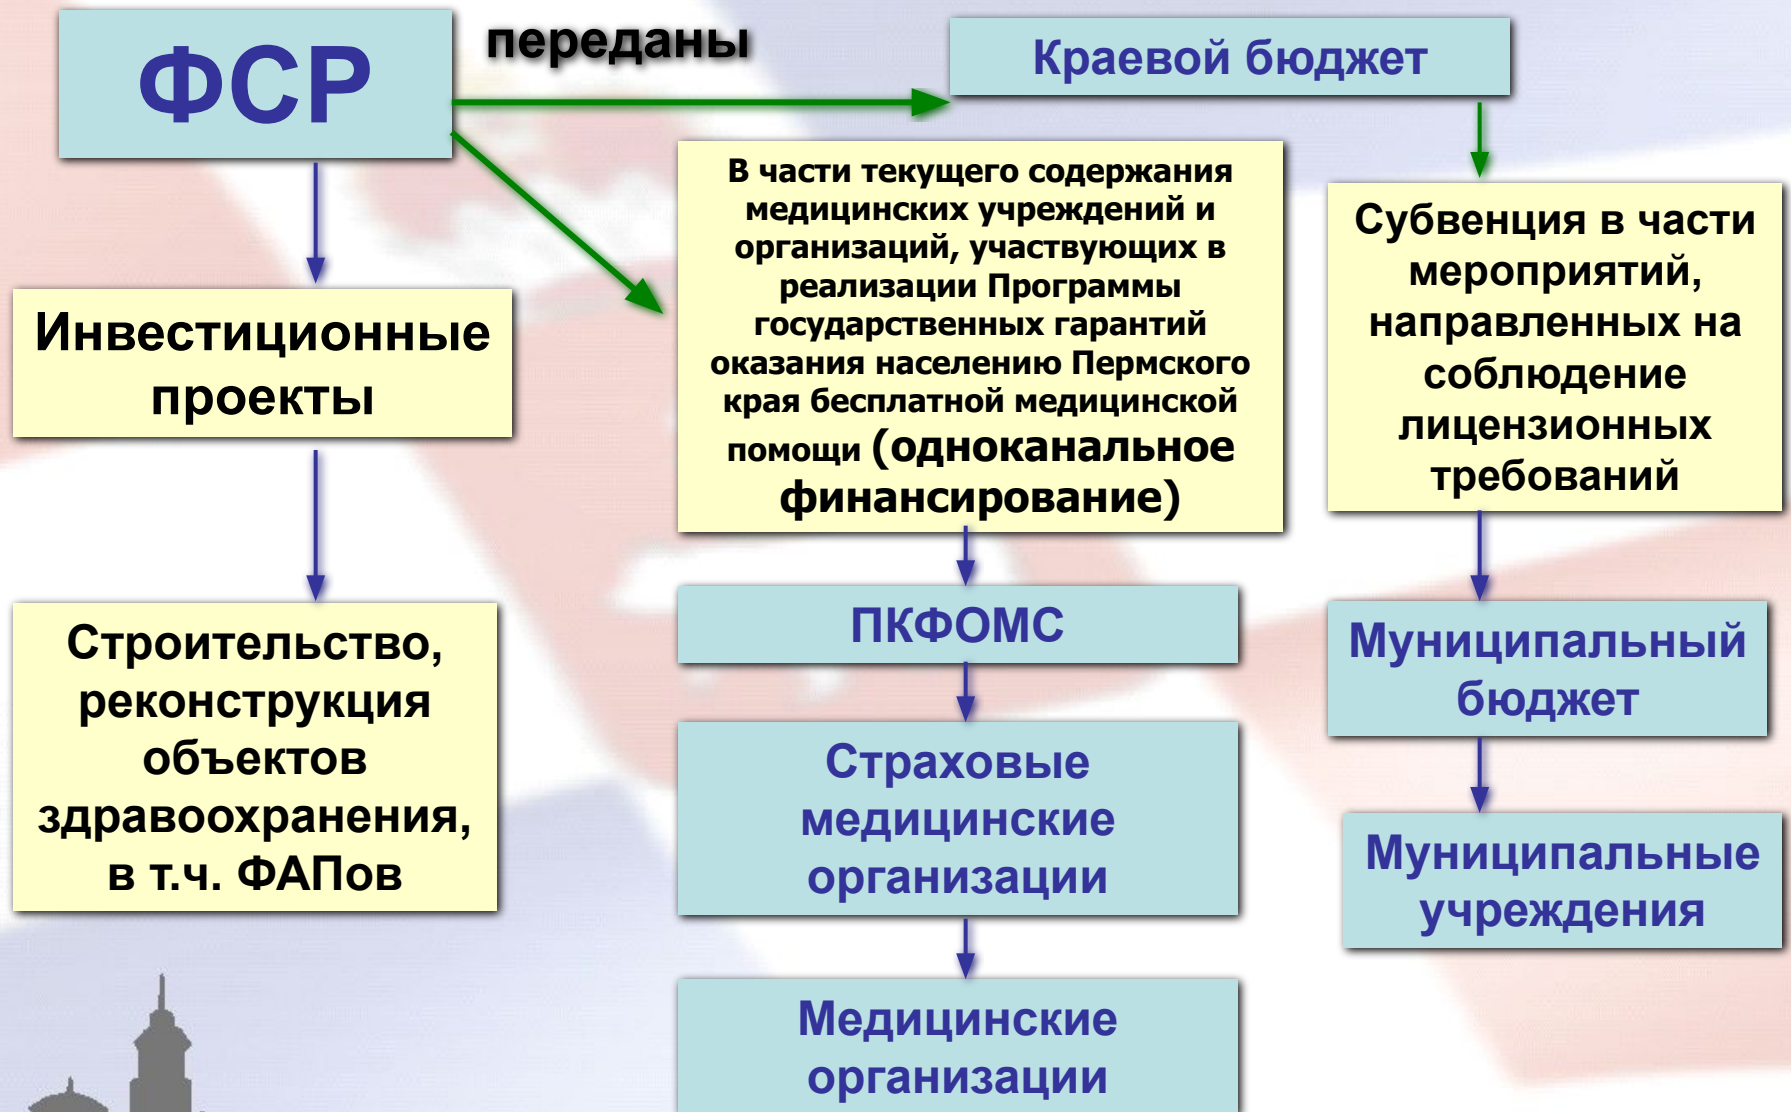 ФСР
переданы
Краевой бюджет
Инвестиционные
проекты
Строительство,
реконструкция
объектов
здравоохранения,
в т.ч. ФАПов
В части текущего содержания
медицинских учреждений и
организаций, участвующих в
реализации Программы
государственных гарантий
оказания населению Пермского
края бесплатной медицинской
помощи (одноканальное
финансирование)
ПКФОМС
Страховые
медицинские
организации
Медицинские
организации
Субвенция в части
мероприятий,
направленных на
соблюдение
лицензионных
требований
Муниципальный
бюджет
Муниципальные
учреждения